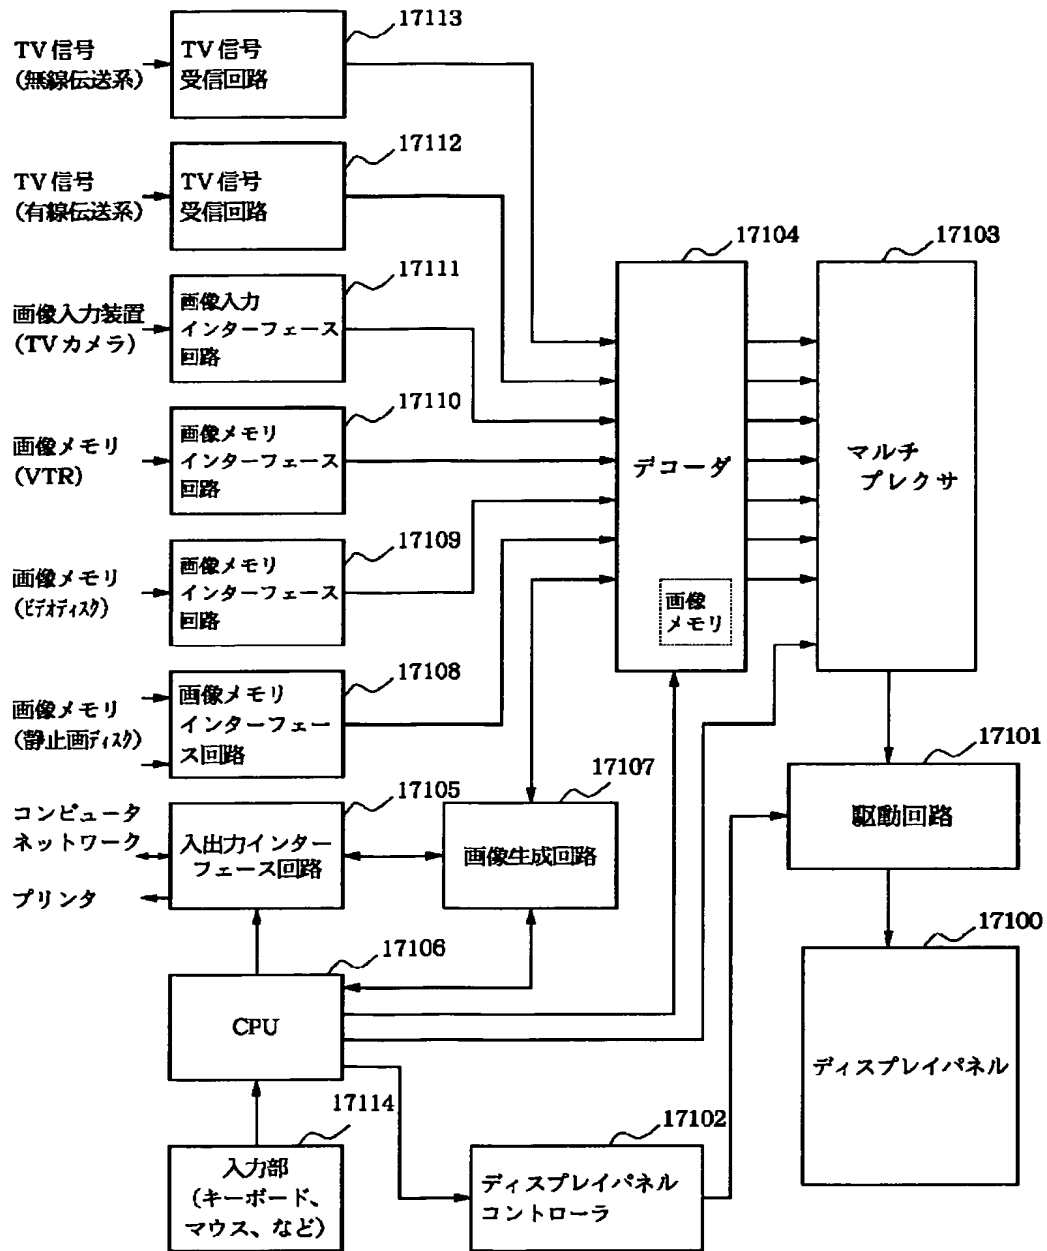 17113
TV 信号
(無線伝送系)
TV 信号
受信回路
17112
TV 信号
(有線伝送系)
TV 信号
受信回路
17111
画像入力装置
(TV カメラ)
画像入力
インターフェース
回路
17110
画像メモリ
(VTR)
画像メモリ
インターフェース
回路
17109
画像メモリ
(ビデオディスク)
画像メモリ
インターフェース
回路
17108
画像メモリ
(静止画ディスク)
画像メモリ
インターフェー
ス回路
17104
デコーダ
画像
メモリ
17103
マルチ
プレクサ
17105
コンピュータ
ネットワーク
プリンタ
入出力インター
フェース回路
17107
画像生成回路
17101
駆動回路
17106
CPU
17100
ディスプレイパネル
17114
入力部
(キーボード、
マウス、など)
17102
ディスプレイパネル
コントローラ